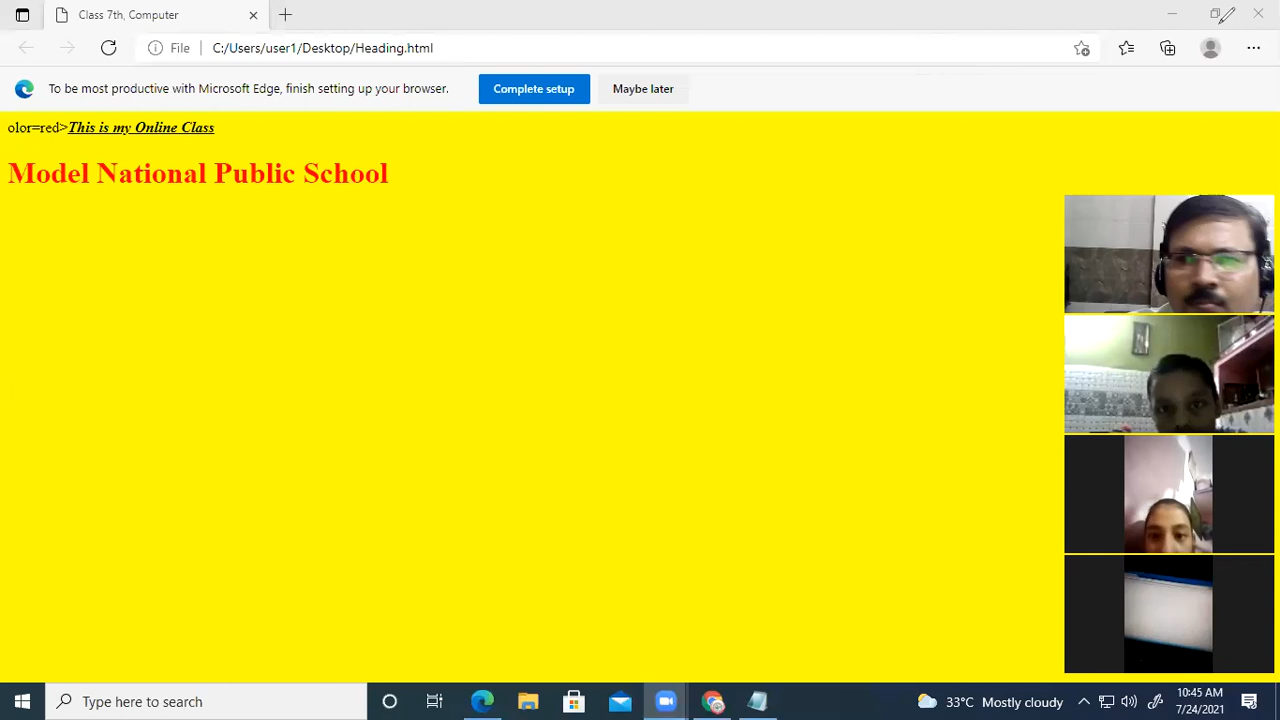 Class 7th, Computer
File C:/Users/user1/Desktop/Heading.html
To be most productive with Microsoft Edge, finish setting up your browser. Complete setup Maybe later
olor=red>This is my Online Class
Model National Public School
Type here to search
33°C Mostly cloudy
10:45 AM
7/24/2021